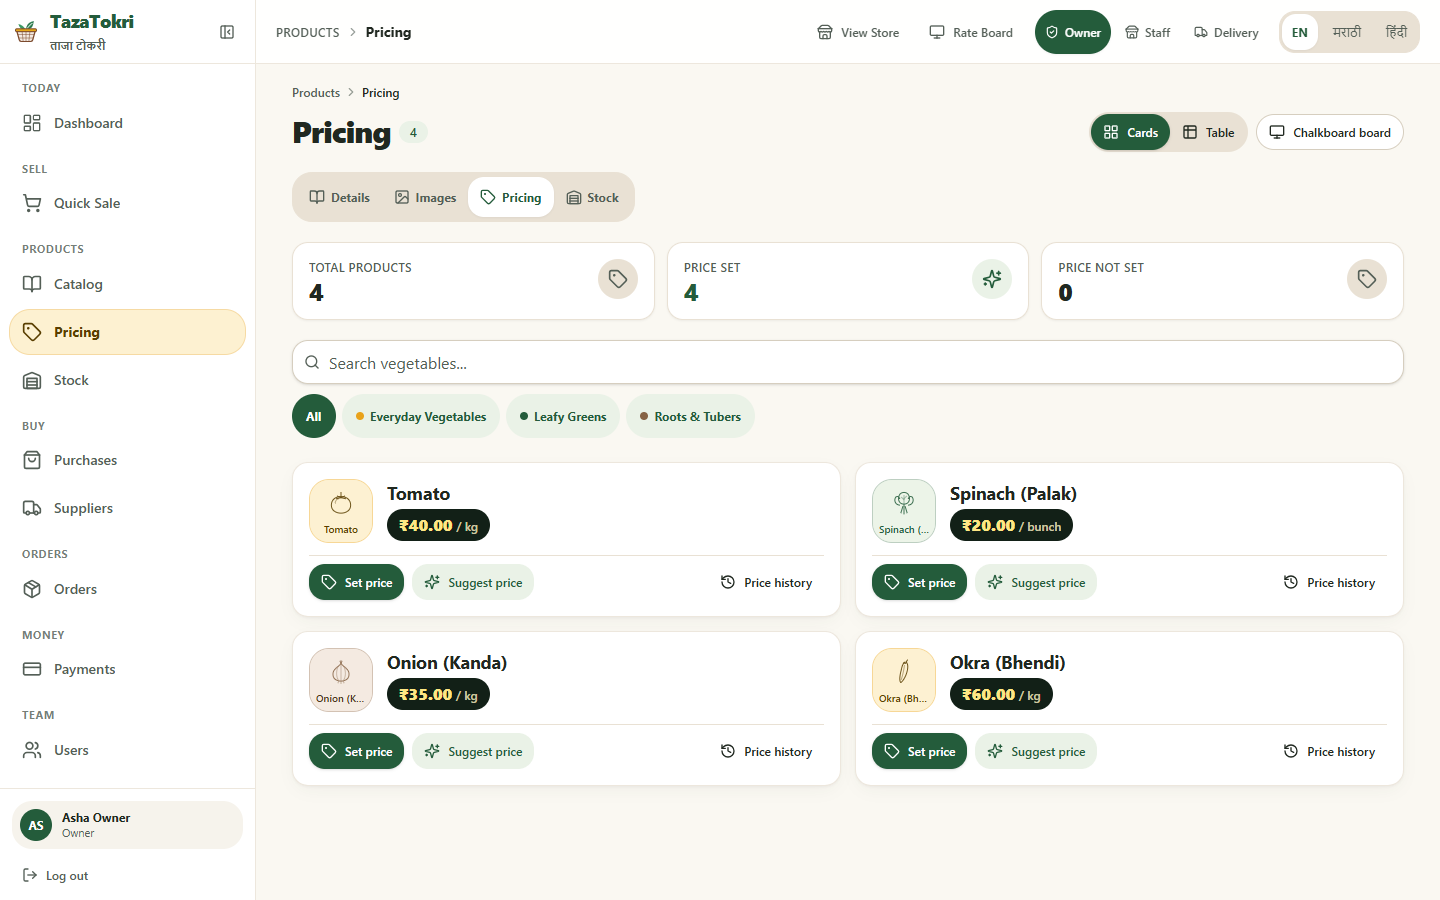 TazaTokri
ताजा टोकरी
PRODUCTS > Pricing
View Store
Rate Board
Owner
Staff
Delivery
EN
मराठी
हिंदी
TODAY
Dashboard
SELL
Quick Sale
PRODUCTS
Catalog
Pricing
Stock
BUY
Purchases
Suppliers
ORDERS
Orders
MONEY
Payments
TEAM
Users
AS
Asha Owner
Owner
Log out
Products > Pricing
Pricing 4
Cards
Table
Chalkboard board
Details
Images
Pricing
Stock
TOTAL PRODUCTS
4
PRICE SET
4
PRICE NOT SET
0
Search vegetables...
All
Everyday Vegetables
Leafy Greens
Roots & Tubers
Tomato
Tomato
₹40.00 / kg
Set price
Suggest price
Price history
Spinach (...
Spinach (Palak)
₹20.00 / bunch
Set price
Suggest price
Price history
Onion (K...
Onion (Kanda)
₹35.00 / kg
Set price
Suggest price
Price history
Okra (Bh...
Okra (Bhendi)
₹60.00 / kg
Set price
Suggest price
Price history